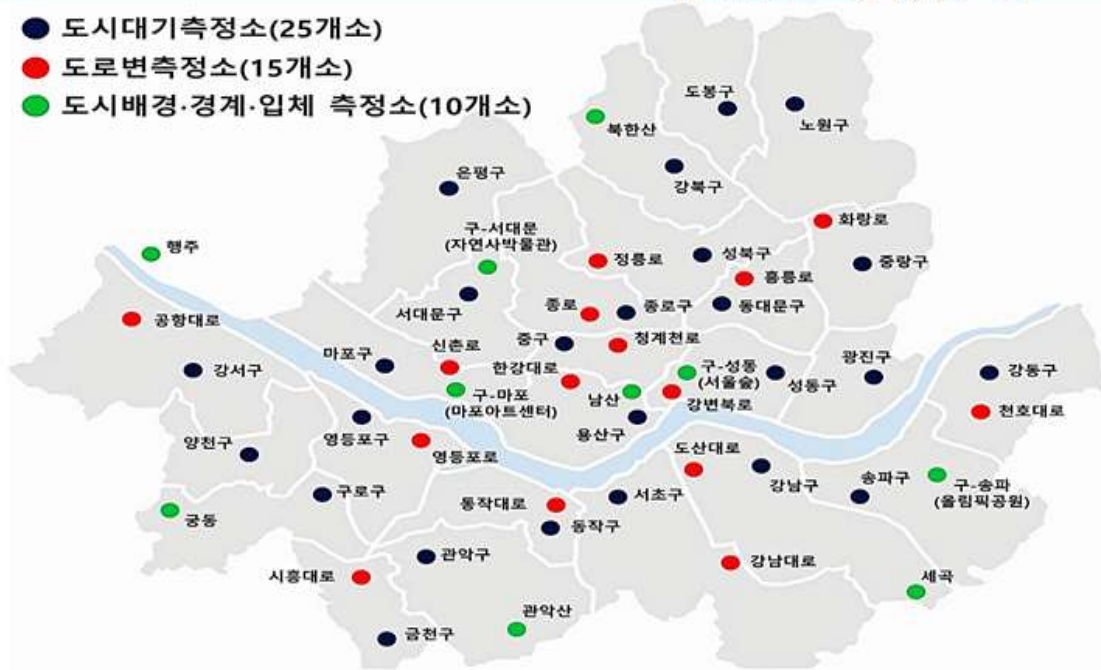 도시대기측정소(25개소)
도로변측정소(15개소)
도시배경·경계·입체 측정소(10개소)
도봉구
노원구
북한산
강북구
은평구
화랑로
구-서대문
(자연사박물관)
행주
정릉로
성북구
중랑구
홍릉로
서대문구
종로
종로구
동대문구
공항대로
중구
청계천로
마포구
신촌로
한강대로
구-성동
(서울숲)
광진구
강서구
성동구
강동구
구-마포
(마포아트센터)
남산
강변북로
천호대로
용산구
양천구
영등포구
영등포로
도산대로
강남구
송파구
구-송파
(올림픽공원)
구로구
동작대로
서초구
궁동
동작구
관악구
강남대로
시흥대로
세곡
관악산
금천구